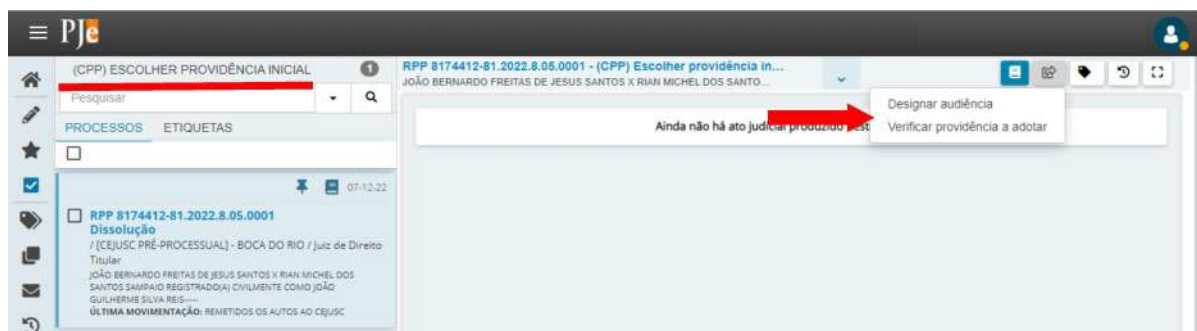 PJe
(CPP) ESCOLHER PROVIDÊNCIA INICIAL
1
Pesquisar
PROCESSOS ETIQUETAS
07-12-22
RPP 8174412-81.2022.8.05.0001
Dissolução
/ [CEJUSC PRÉ-PROCESSUAL] - BOCA DO RIO / Juiz de Direito
Titular
JOÃO BERNARDO FREITAS DE JESUS SANTOS X RIAN MICHEL DOS
SANTOS SAMPAIO REGISTRADO(A) CIVILMENTE COMO JOÃO
GUILHERME SILVA REIS-----
ÚLTIMA MOVIMENTAÇÃO: REMETIDOS OS AUTOS AO CEJUSC
RPP 8174412-81.2022.8.05.0001 - (CPP) Escolher providência in...
JOÃO BERNARDO FREITAS DE JESUS SANTOS X RIAN MICHEL DOS SANTO...
Designar audiência
Verificar providência a adotar
Ainda não há ato judicial produzido